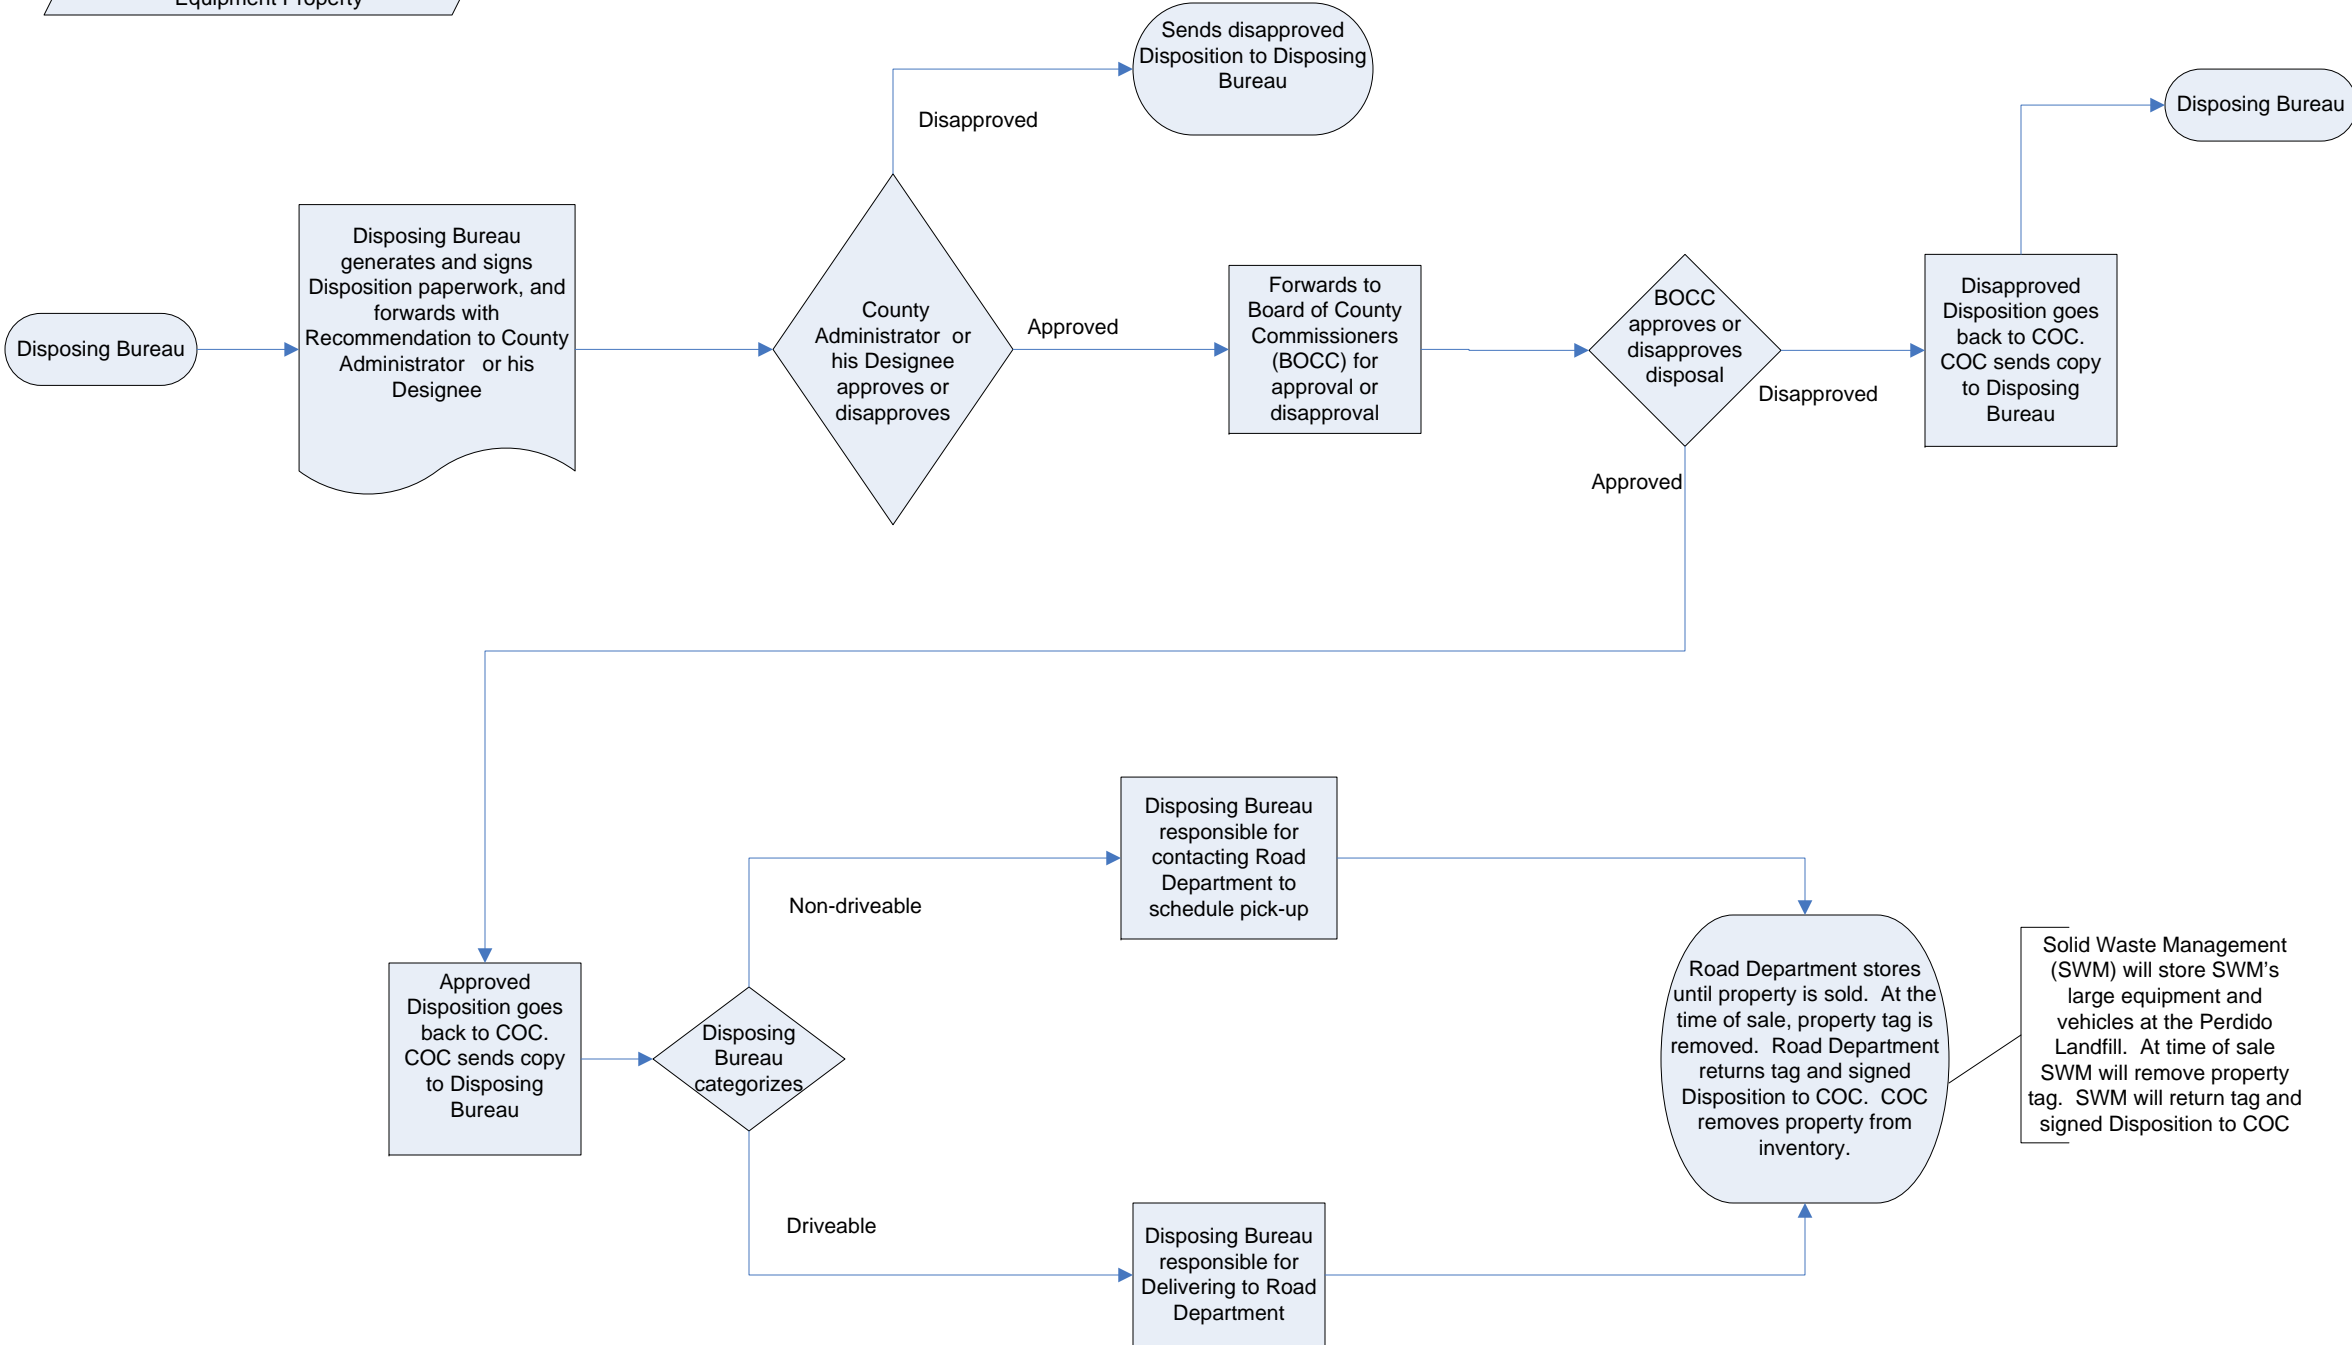 Equipment Property
Sends disapproved
Disposition to Disposing
Bureau
Disapproved
Disposing Bureau
Disposing Bureau
Disposing Bureau
generates and signs
Disposition paperwork, and
forwards with
Recommendation to County
Administrator   or his
Designee
County
Administrator  or
his Designee
approves or
disapproves
Approved
Forwards to
Board of County
Commissioners
(BOCC) for
approval or
disapproval
BOCC
approves or
disapproves
disposal
Disapproved
Disapproved
Disposition goes
back to COC.
COC sends copy
to Disposing
Bureau
Approved
Approved
Disposition goes
back to COC.
COC sends copy
to Disposing
Bureau
Disposing
Bureau
categorizes
Non-driveable
Disposing Bureau
responsible for
contacting Road
Department to
schedule pick-up
Driveable
Disposing Bureau
responsible for
Delivering to Road
Department
Road Department stores
until property is sold.  At the
time of sale, property tag is
removed.  Road Department
returns tag and signed
Disposition to COC.  COC
removes property from
inventory.
Solid Waste Management
(SWM) will store SWM’s
large equipment and
vehicles at the Perdido
Landfill.  At time of sale
SWM will remove property
tag.  SWM will return tag and
signed Disposition to COC